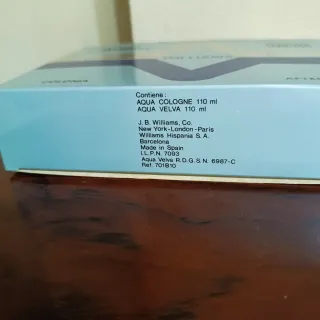 Contiene:
AQUA COLOGNE 110 ml
AQUA VELVA 110 ml
J. B. Williams, Co.
New York-London-Paris
Williams Hispania S. A.
Barcelona
Made in Spain
I.L.P.N. 7093
Aqua Velva R.D.G.S.N. 6987-C
Ref. 701810